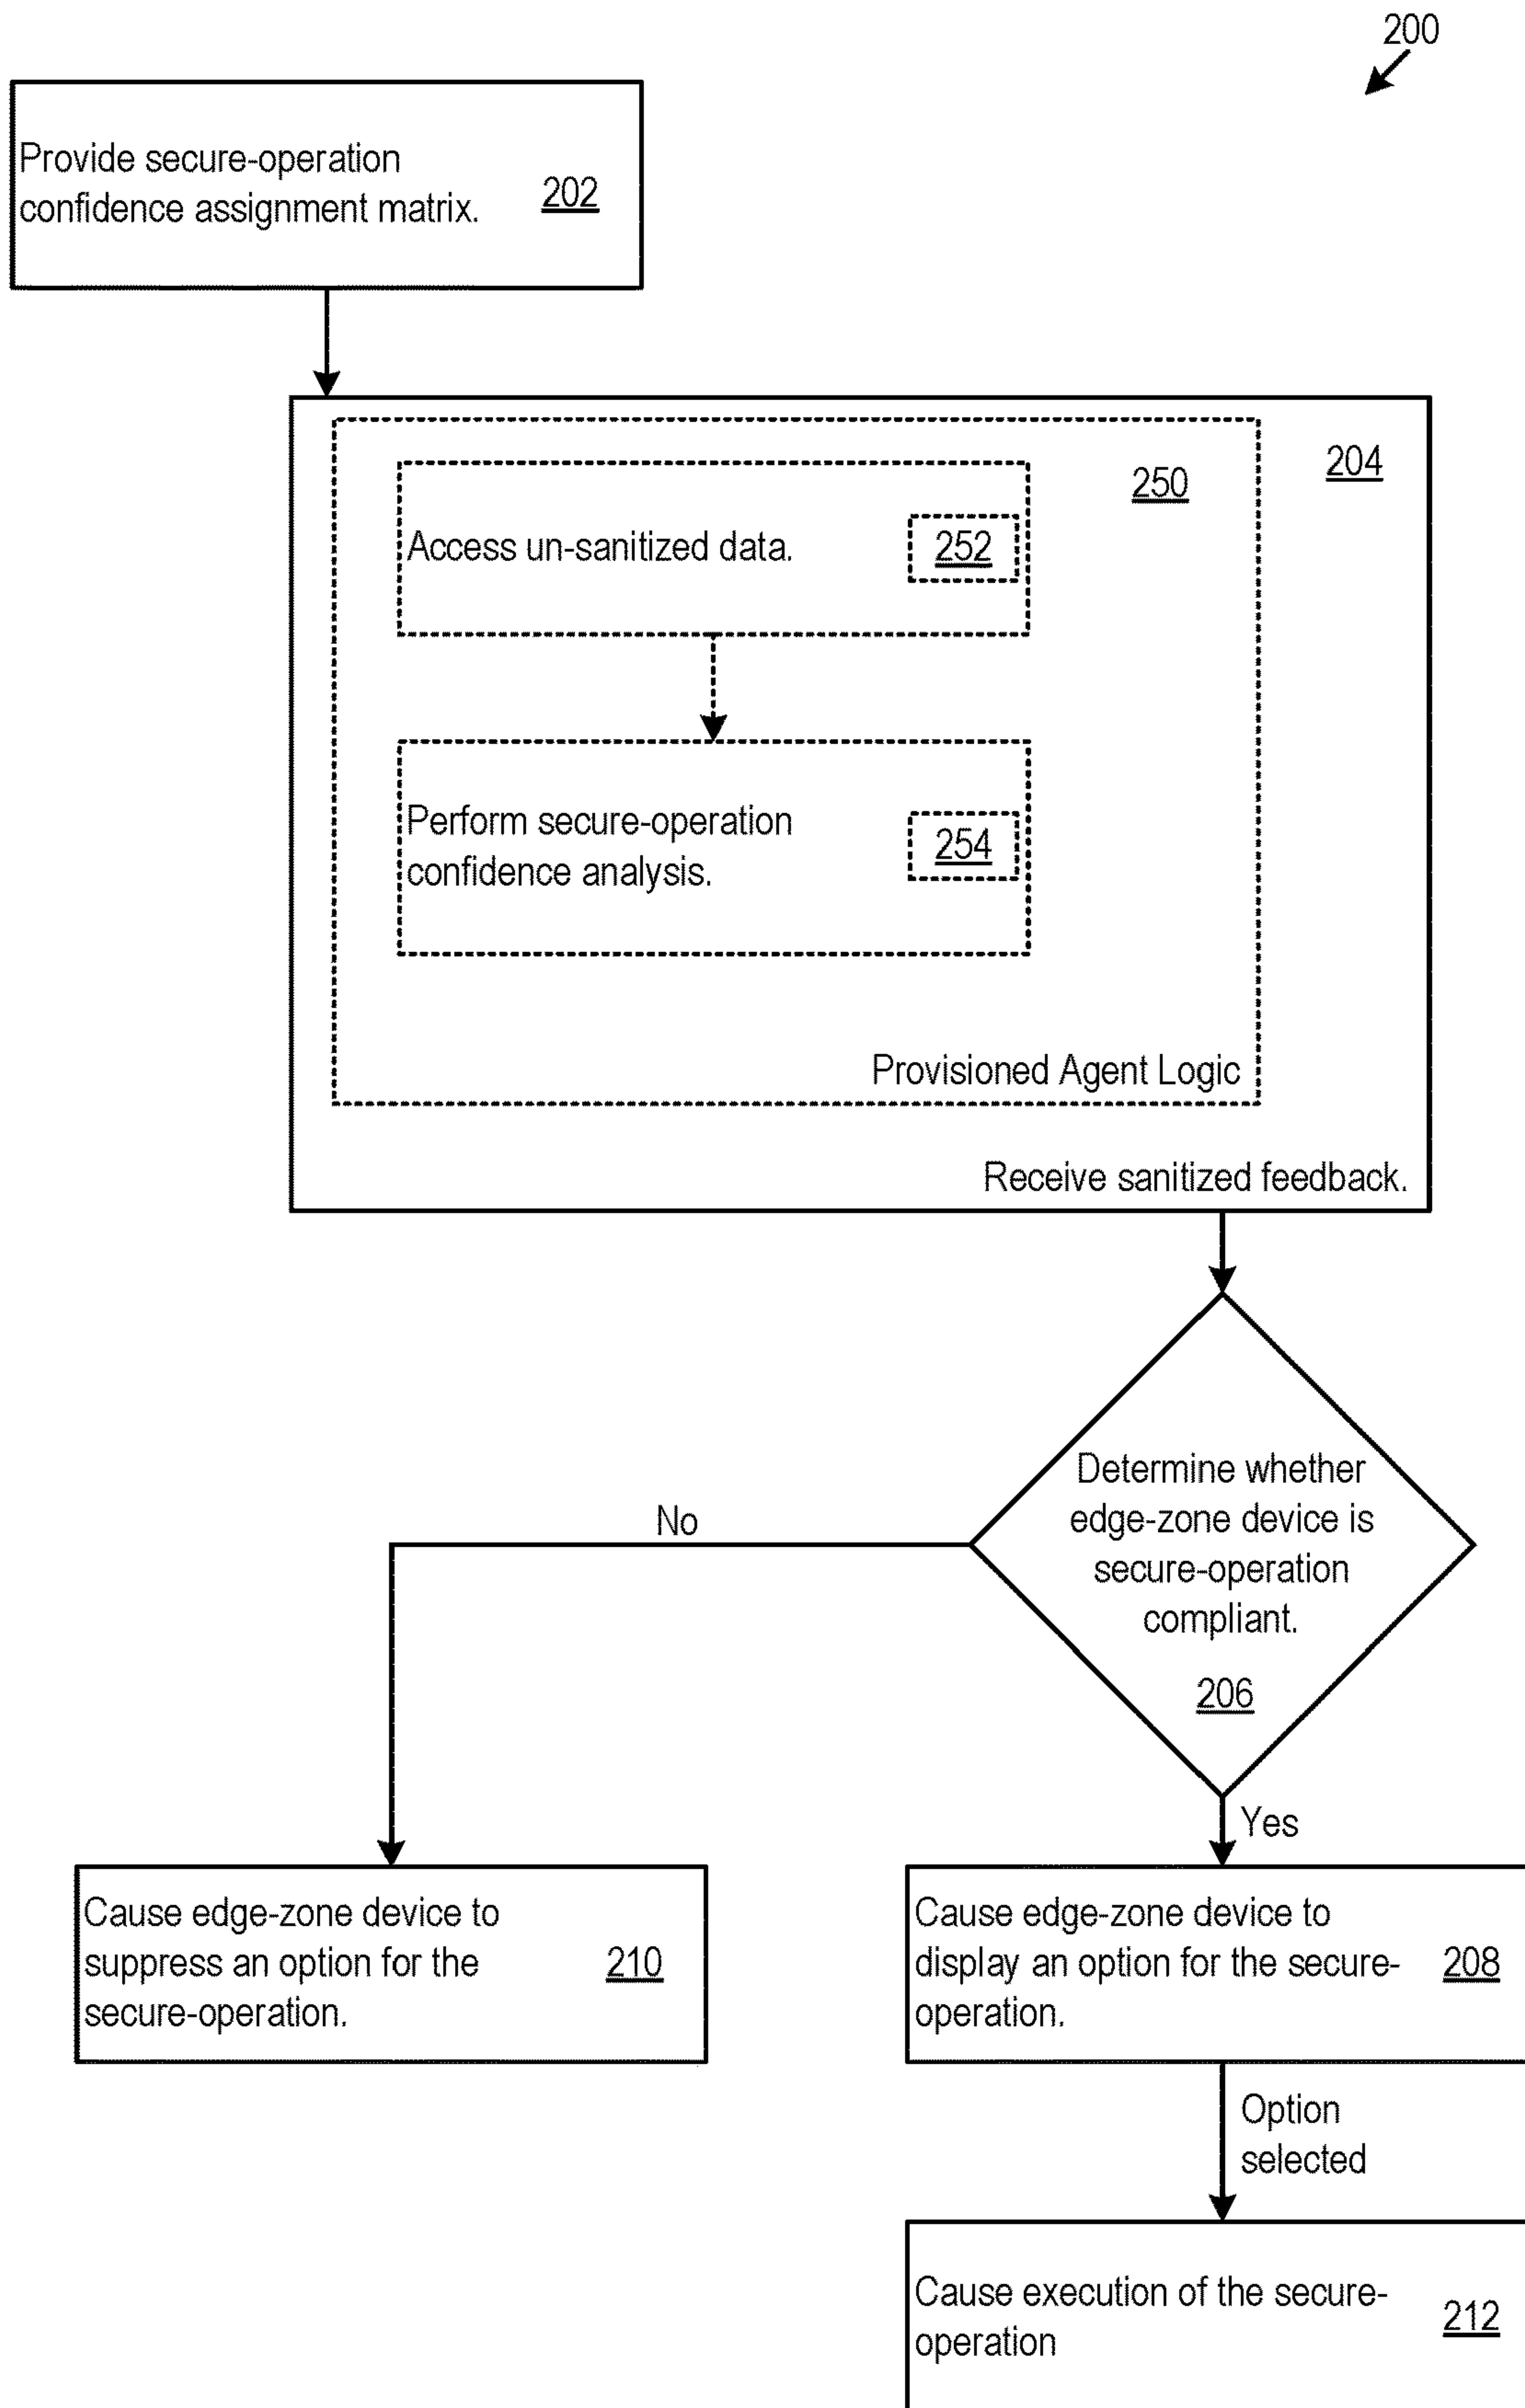 200
Provide secure-operation
confidence assignment matrix.
202
204
250
Access un-sanitized data.
252
Perform secure-operation
confidence analysis.
254
Provisioned Agent Logic
Receive sanitized feedback.
Determine whether
edge-zone device is
secure-operation
compliant.
206
No
Yes
Cause edge-zone device to
suppress an option for the
secure-operation.
210
Cause edge-zone device to
display an option for the secure-
operation.
208
Option
selected
Cause execution of the secure-
operation
212